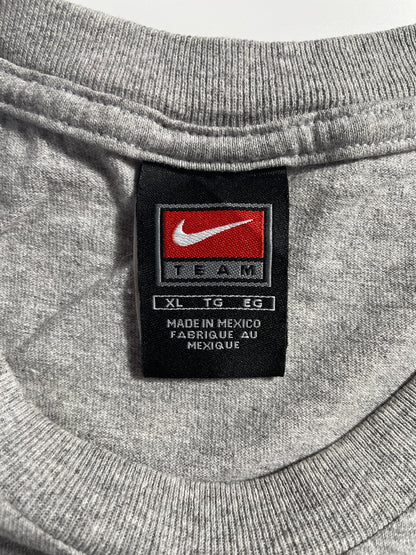 TEAM
XL TG EG
MADE IN MEXICO
FABRIQUE AU
MEXIQUE